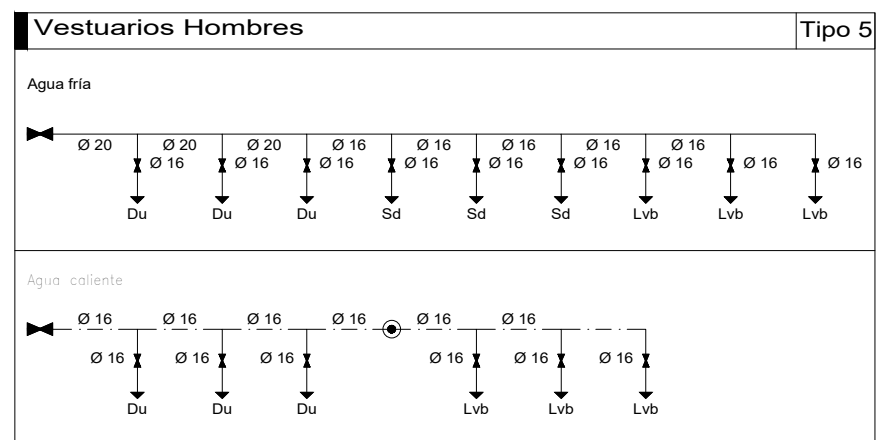 Vestuarios Hombres Tipo 5
Agua fría
Ø 20 Ø 20 Ø 20 Ø 16 Ø 16 Ø 16 Ø 16 Ø 16
Ø 16 Ø 16 Ø 16 Ø 16 Ø 16 Ø 16 Ø 16 Ø 16 Ø 16
Du Du Du Sd Sd Sd Lvb Lvb Lvb
Agua caliente
Ø 16 Ø 16 Ø 16 Ø 16 Ø 16 Ø 16
Ø 16 Ø 16 Ø 16 Ø 16 Ø 16 Ø 16
Du Du Du Lvb Lvb Lvb